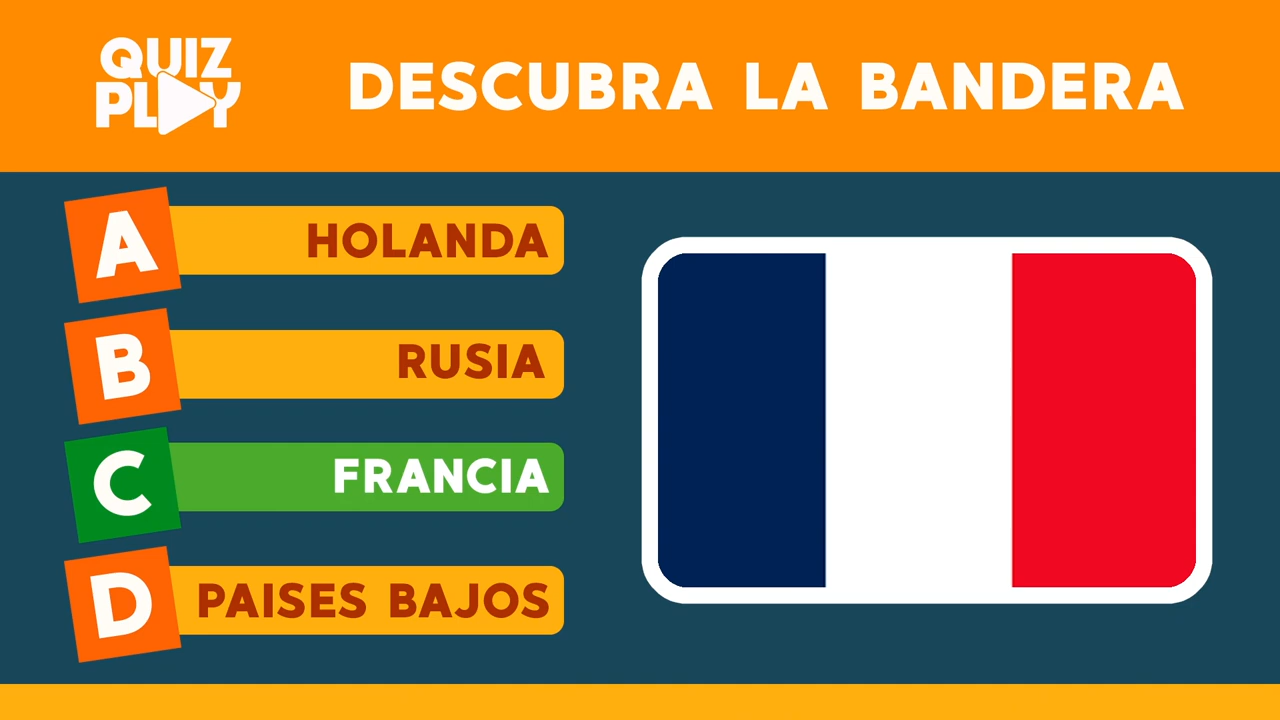 QUIZ
PLAY
DESCUBRA LA BANDERA
A
HOLANDA
B
RUSIA
C
FRANCIA
D
PAISES BAJOS